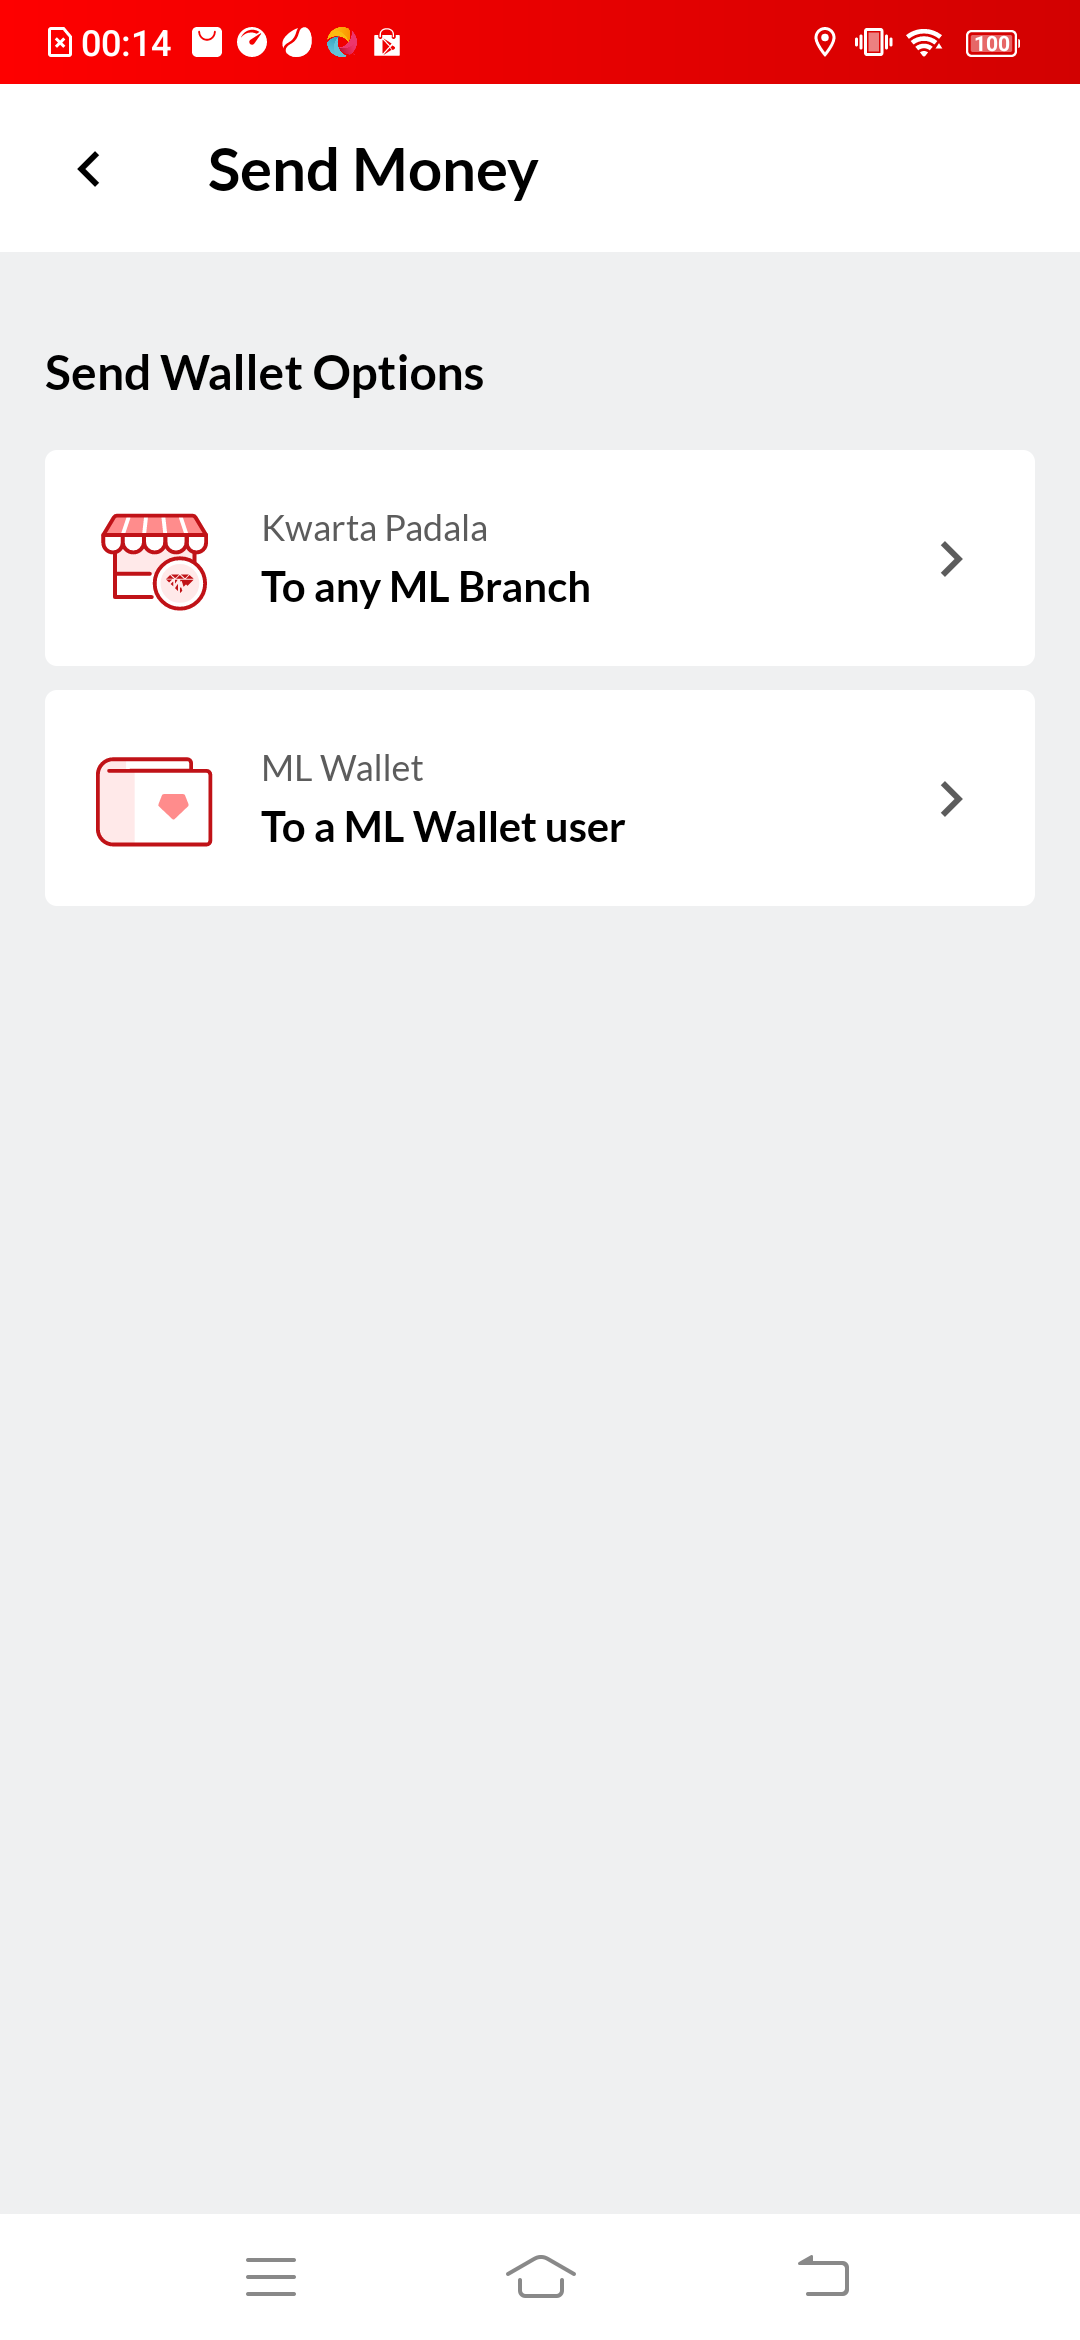 00:14
100
Send Money
Send Wallet Options
Kwarta Padala
To any ML Branch
ML Wallet
To a ML Wallet user